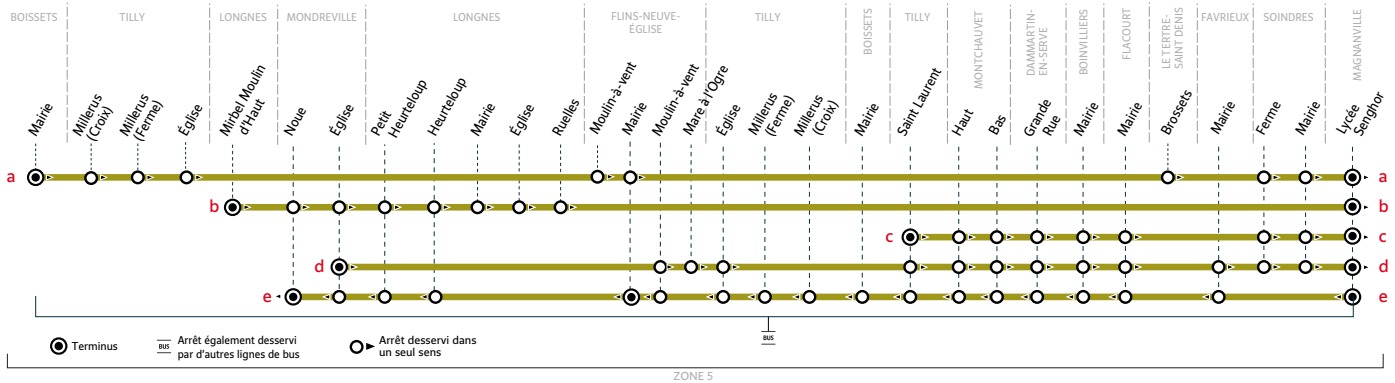 BOISSETS
TILLY
LONGNES
MONDREVILLE
LONGNES
FLINS-NEUVE-
ÉGLISE
TILLY
BOISSETS
TILLY
MONTCHAUVET
DAMMARTIN-
EN-SERVE
BOINVILLIERS
FLACOURT
LE TERTRE-
SAINT DENIS
FAVRIEUX
SOINDRES
MAGNANVILLE
Mairie
Millerus
(Croix)
Millerus
(Ferme)
Église
Mirbel Moulin
d'Haut
Noue
Église
Petit
Heurteloup
Heurteloup
Mairie
Église
Ruelles
Moulin-à-vent
Mairie
Moulin-à-vent
Mare à l'Ogre
Église
Millerus
(Ferme)
Millerus
(Croix)
Mairie
Saint Laurent
Haut
Bas
Grande
Rue
Mairie
Mairie
Brossets
Mairie
Ferme
Mairie
Lycée
Senghor
a
a
b
b
c
c
d
d
e
e
BUS
Terminus
BUS
Arrêt également desservi
par d'autres lignes de bus
Arrêt desservi dans
un seul sens
ZONE 5